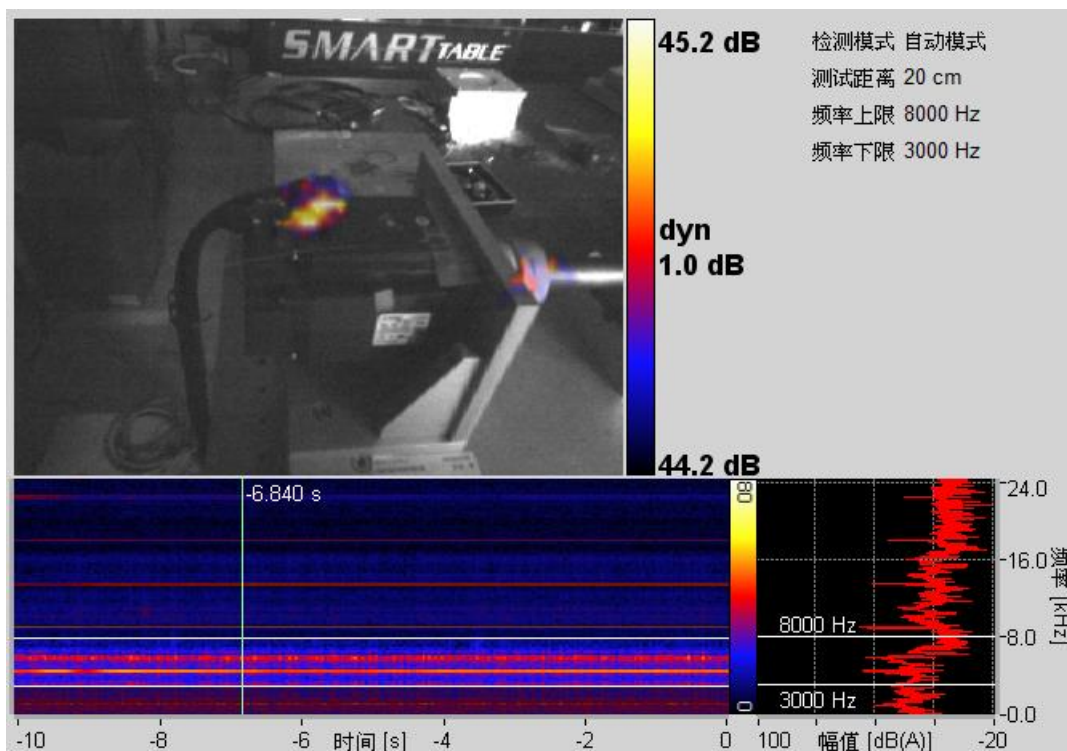 SMART TABLE
45.2 dB
dyn
1.0 dB
44.2 dB
检测模式 自动模式
测试距离 20 cm
频率上限 8000 Hz
频率下限 3000 Hz
-6.840 s
80
0
8000 Hz
3000 Hz
24.0
-16.0
-8.0
-0.0
频率 [kHz]
-10
-8
-6
时间 [s]
-4
-2
0
100
幅值 [dB(A)]
-20